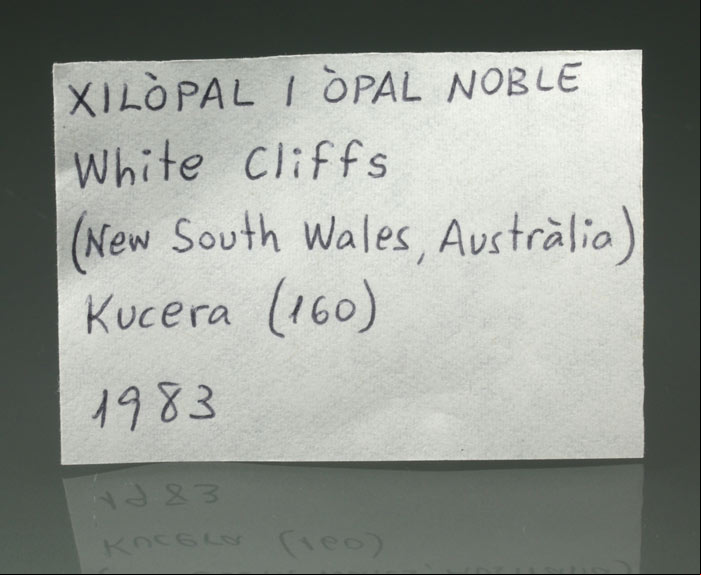 XILÒPAL I ÒPAL NOBLE
White Cliffs
(New South Wales, Austràlia)
Kucera (160)
1983